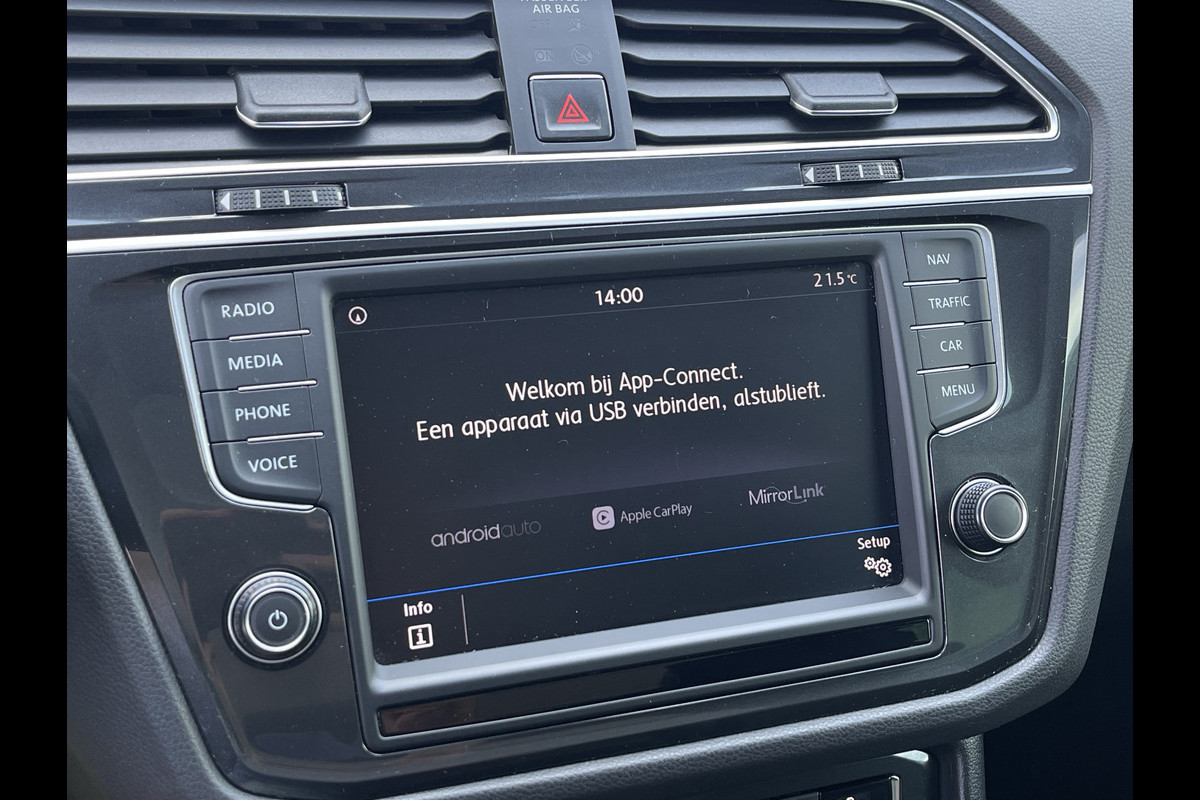 AIR BAG
ON
14:00
21.5°C
RADIO
MEDIA
PHONE
VOICE
NAV
TRAFFIC
CAR
MENU
Welkom bij App-Connect.
Een apparaat via USB verbinden, alstublieft.
androidauto
Apple CarPlay
MirrorLink
Setup
Info